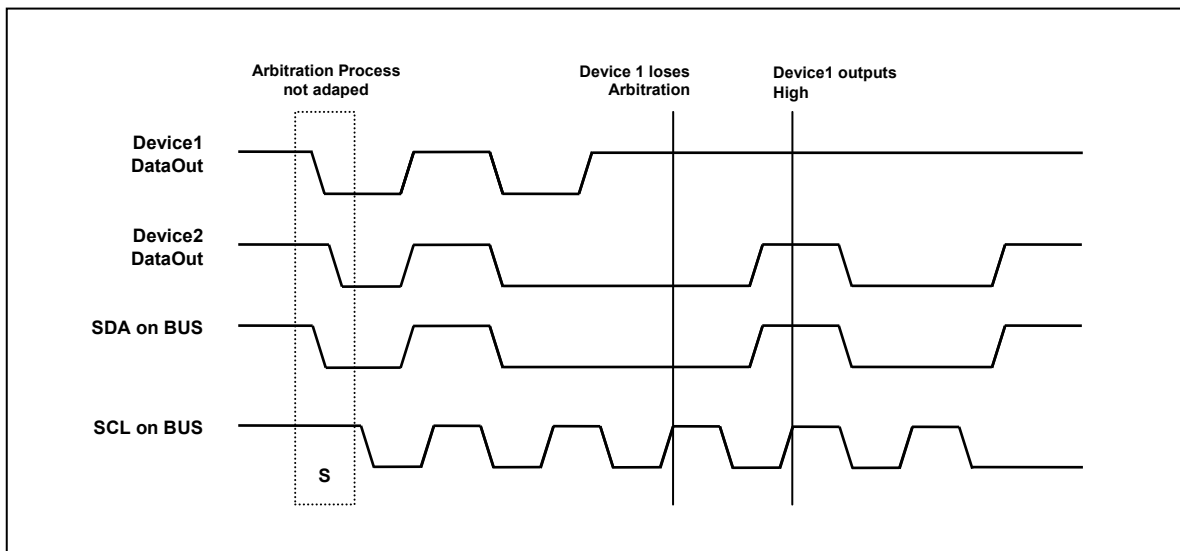 Arbitration Process
not adaped
Device 1 loses
Arbitration
Device1 outputs
High
Device1
DataOut
Device2
DataOut
SDA on BUS
SCL on BUS
S